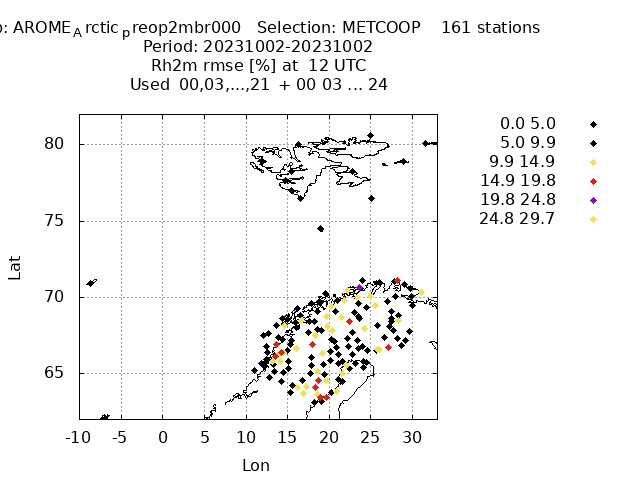 p: AROME_Arctic_preop2mbr000 Selection: METCOOP 161 stations
Period: 20231002-20231002
Rh2m rmse [%] at 12 UTC
Used 00,03,...,21 + 00 03 ... 24
0.0 5.0
5.0 9.9
9.9 14.9
14.9 19.8
19.8 24.8
24.8 29.7
80
75
70
65
Lat
-10 -5 0 5 10 15 20 25 30
Lon